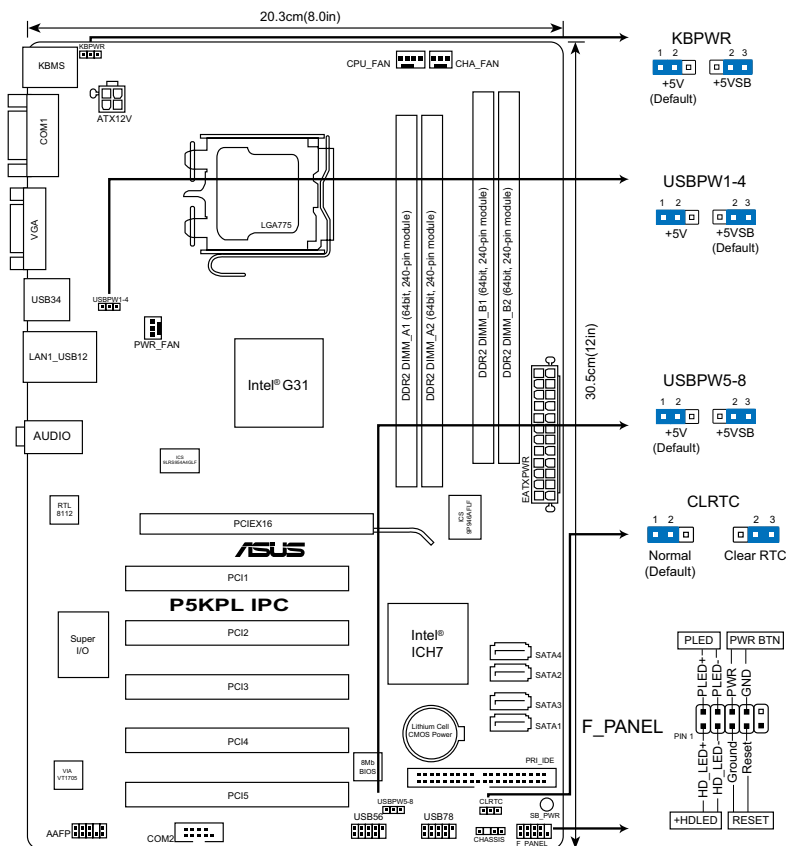 20.3cm(8.0in)
KBPWR
KBMS
CPU_FAN
CHA_FAN
KBPWR
1 2
2 3
+5V
(Default)
+5VSB
ATX12V
COM1
LGA775
DDR2 DIMM_A1 (64bit, 240-pin module)
DDR2 DIMM_A2 (64bit, 240-pin module)
DDR2 DIMM_B1 (64bit, 240-pin module)
DDR2 DIMM_B2 (64bit, 240-pin module)
USBPW1-4
1 2
2 3
+5V
+5VSB
(Default)
VGA
USB34
USBPW1-4
PWR_FAN
LAN1_USB12
Intel® G31
30.5cm(12in)
EATXPWR
USBPW5-8
1 2
2 3
+5V
(Default)
+5VSB
AUDIO
ICS
9LRS954A4GLF
RTL
8112
ICS
9P946AFLF
PCIEX16
CLRTC
1 2
2 3
Normal
(Default)
Clear RTC
ASUS
PCI1
P5KPL IPC
Super
I/O
PCI2
Intel®
ICH7
SATA4
SATA2
SATA3
SATA1
PCI3
Lithium Cell
CMOS Power
F_PANEL
PLED
PWR BTN
PLED+
PLED-
PWR
GND
PIN 1
HD_LED+
HD_LED-
Ground
Reset
+HDLED
RESET
PCI4
VIA
VT1705
8Mb
BIOS
PRI_IDE
PCI5
USBPW5-8
CLRTC
SB_PWR
AAFP
COM2
USB56
USB78
CHASSIS
F_PANEL